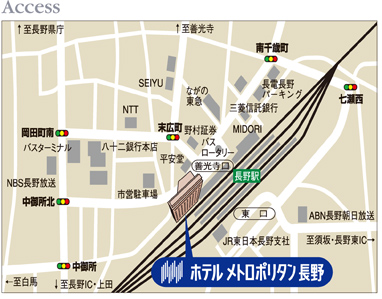 Access
↑至長野県庁
↑至善光寺
南千歳町
SEIYU
ながの
東急
長電長野
パーキング
七瀬西
三菱信託銀行
NTT
岡田町南
末広町
野村証券
MIDORI
バスターミナル
八十二銀行本店
バス
ロータリー
平安堂
善光寺口
長野駅
NBS長野放送
市営駐車場
中御所北
東口
ABN長野朝日放送
JR東日本長野支社
至須坂・長野東IC→
中御所
ホテル メトロポリタン 長野
←至白馬
↓至長野IC・上田